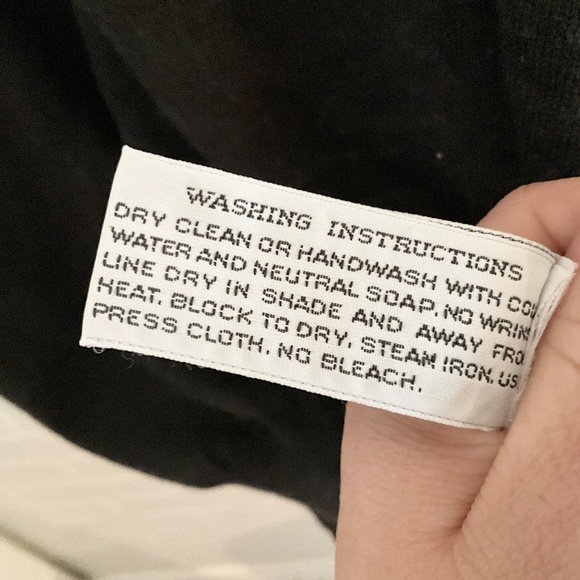 WASHING INSTRUCTIONS
DRY CLEAN OR HANDWASH WITH
WATER AND NEUTRAL SOAP. NO
LINE DRY IN SHADE AND AWAY
HEAT. BLOCK TO DRY, STEAM IRON.
PRESS CLOTH. NO BLEACH.